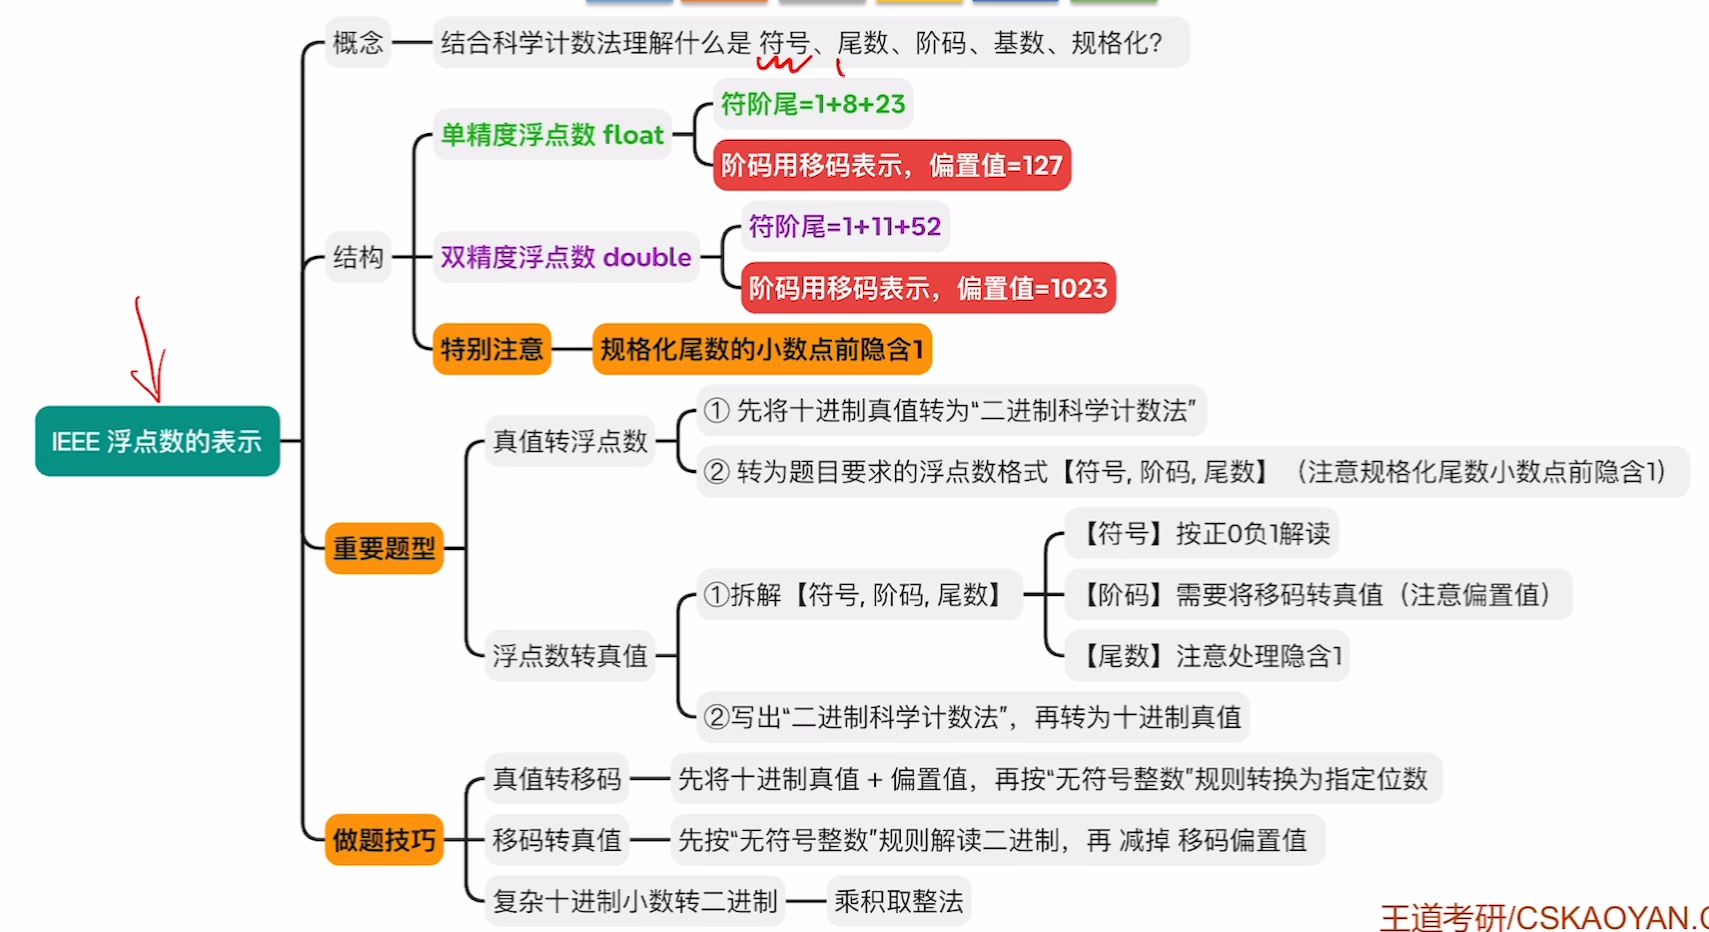 概念
结合科学计数法理解什么是 符号、尾数、阶码、基数、规格化?
符阶尾=1+8+23
单精度浮点数 float
阶码用移码表示，偏置值=127
符阶尾=1+11+52
结构
双精度浮点数 double
阶码用移码表示，偏置值=1023
特别注意
规格化尾数的小数点前隐含1
① 先将十进制真值转为“二进制科学计数法”
IEEE 浮点数的表示
真值转浮点数
② 转为题目要求的浮点数格式【符号, 阶码, 尾数】（注意规格化尾数小数点前隐含1）
【符号】按正0负1解读
重要题型
①拆解【符号, 阶码, 尾数】
【阶码】需要将移码转真值（注意偏置值）
浮点数转真值
【尾数】注意处理隐含1
②写出“二进制科学计数法”，再转为十进制真值
真值转移码
先将十进制真值 + 偏置值，再按“无符号整数”规则转换为指定位数
做题技巧
移码转真值
先按“无符号整数”规则解读二进制，再 减掉 移码偏置值
复杂十进制小数转二进制
乘积取整法
王道考研/CSKAOYAN.